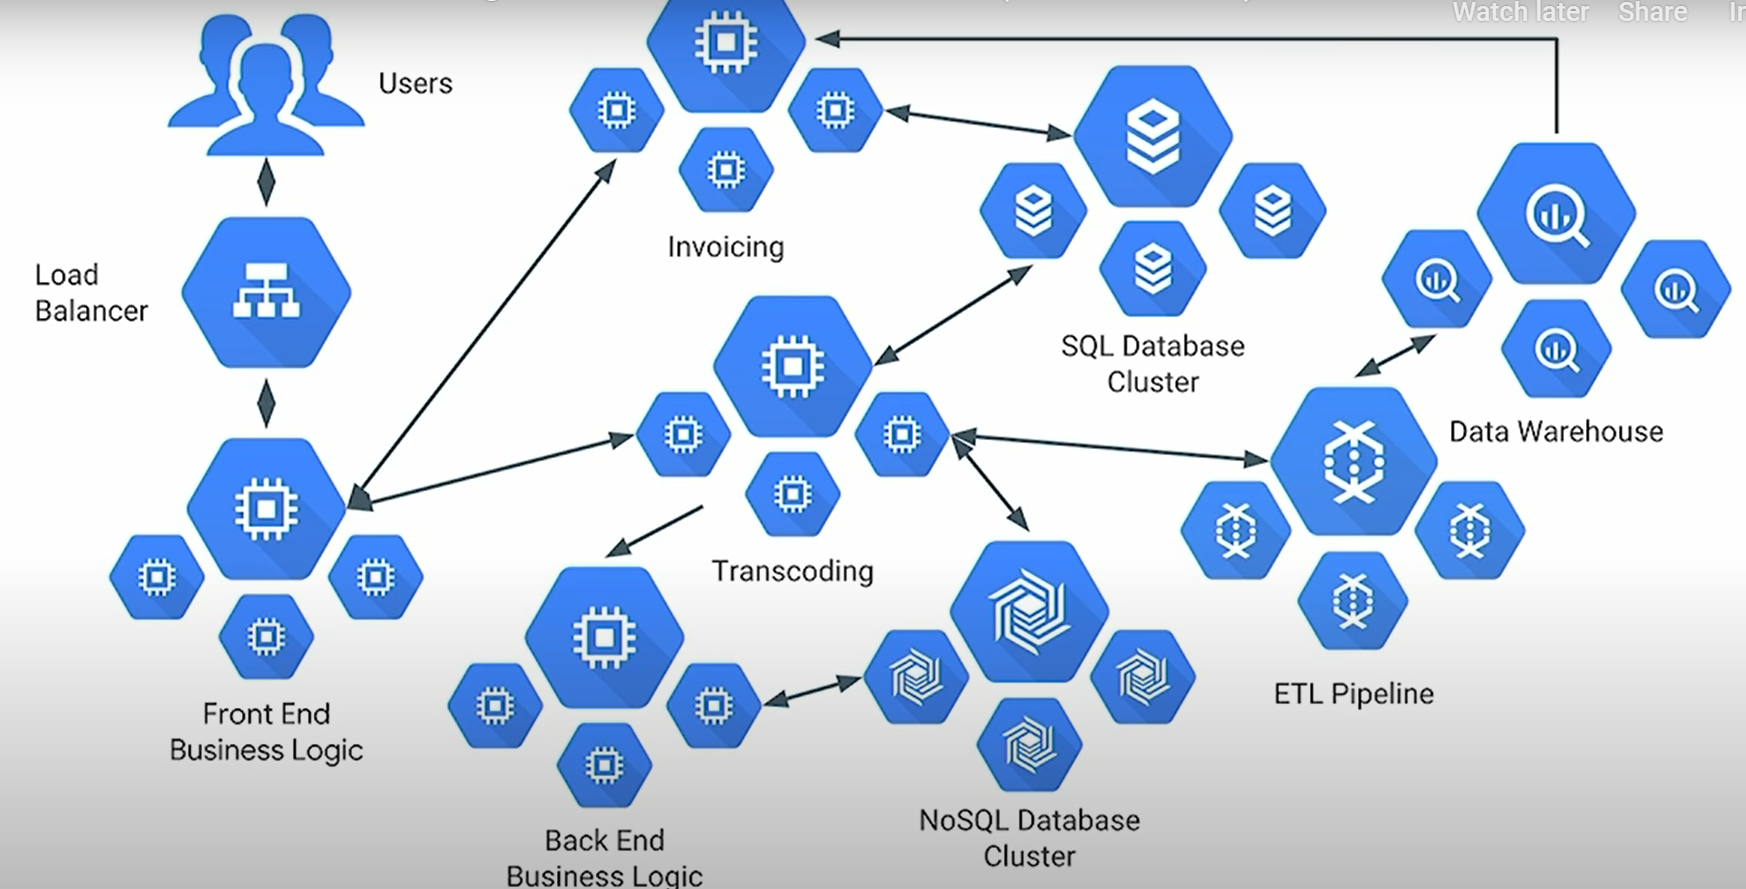 Watch later
Share
Users
Load
Balancer
Invoicing
SQL Database
Cluster
Data Warehouse
Transcoding
ETL Pipeline
Front End
Business Logic
Back End
Business Logic
NoSQL Database
Cluster